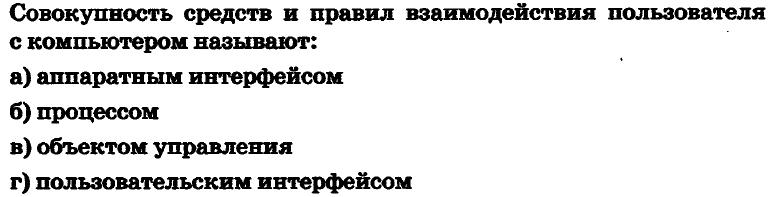 Совокупность средств и правил взаимодействия пользователя
с компьютером называют:
а) аппаратным интерфейсом
б) процессом
в) объектом управления
г) пользовательским интерфейсом